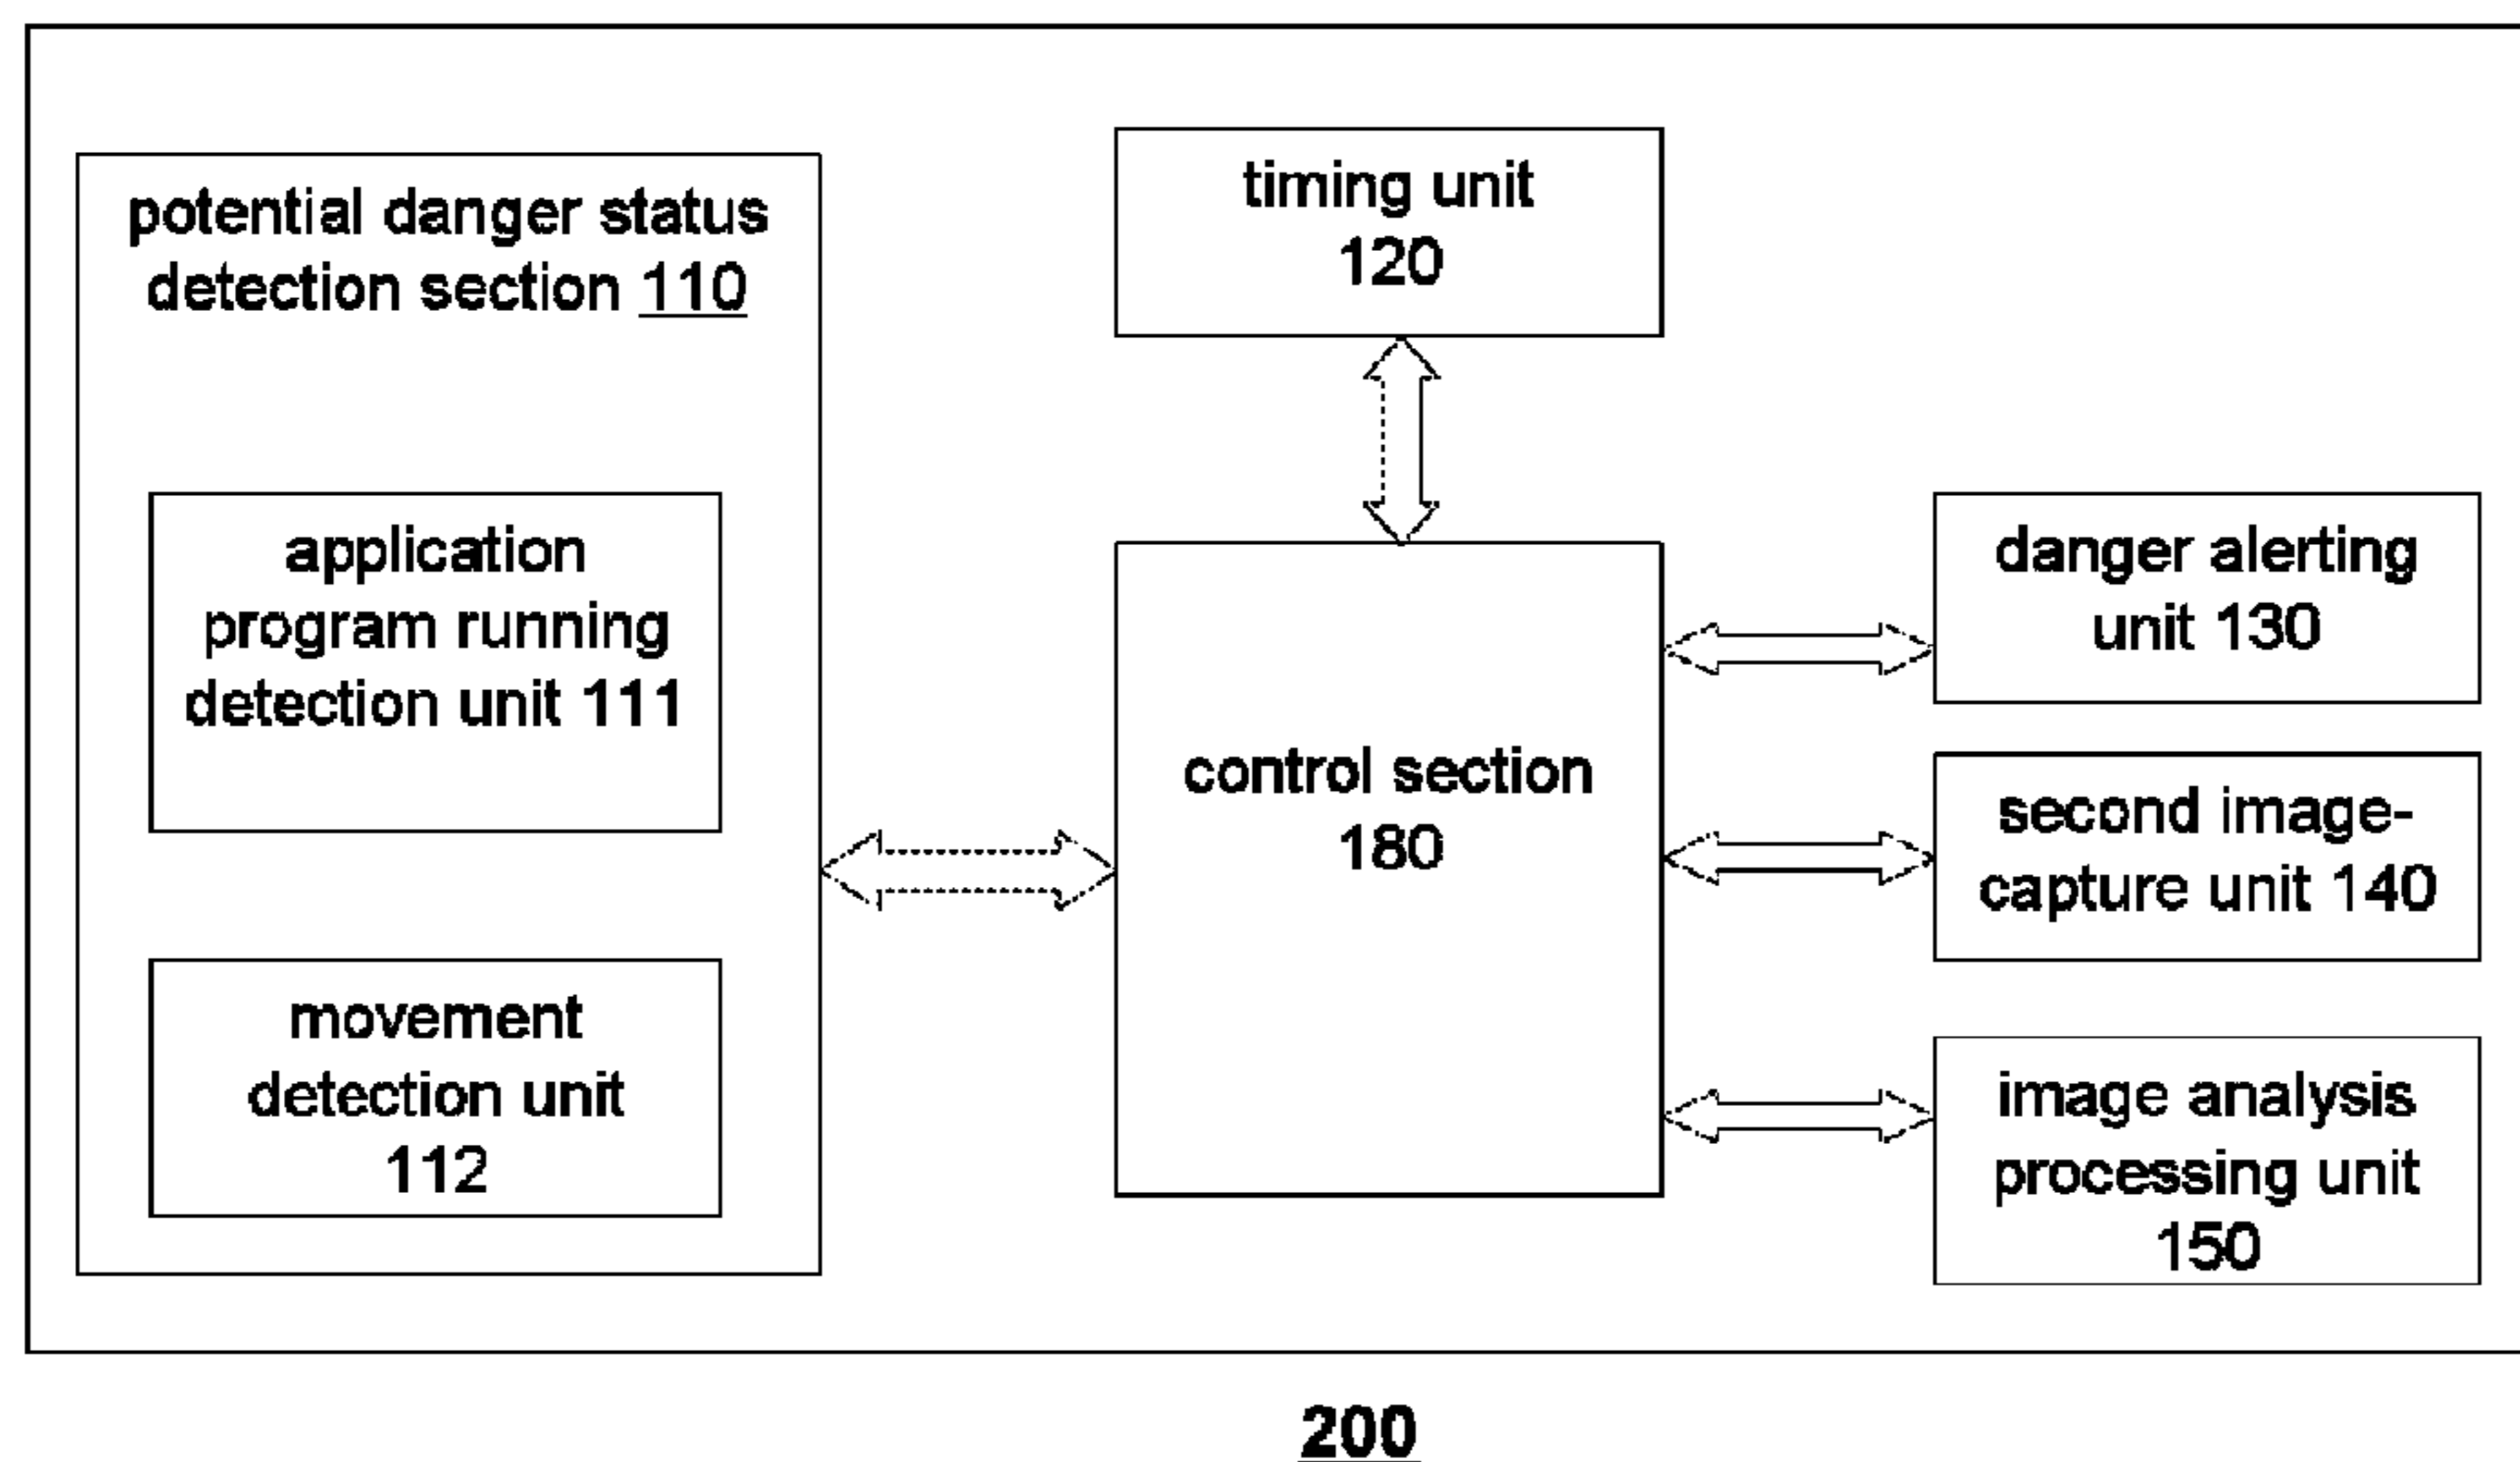 potential danger status
detection section 110
application
program running
detection unit 111
movement
detection unit
112
timing unit
120
control section
180
danger alerting
unit 130
second image-
capture unit 140
image analysis
processing unit
150
200